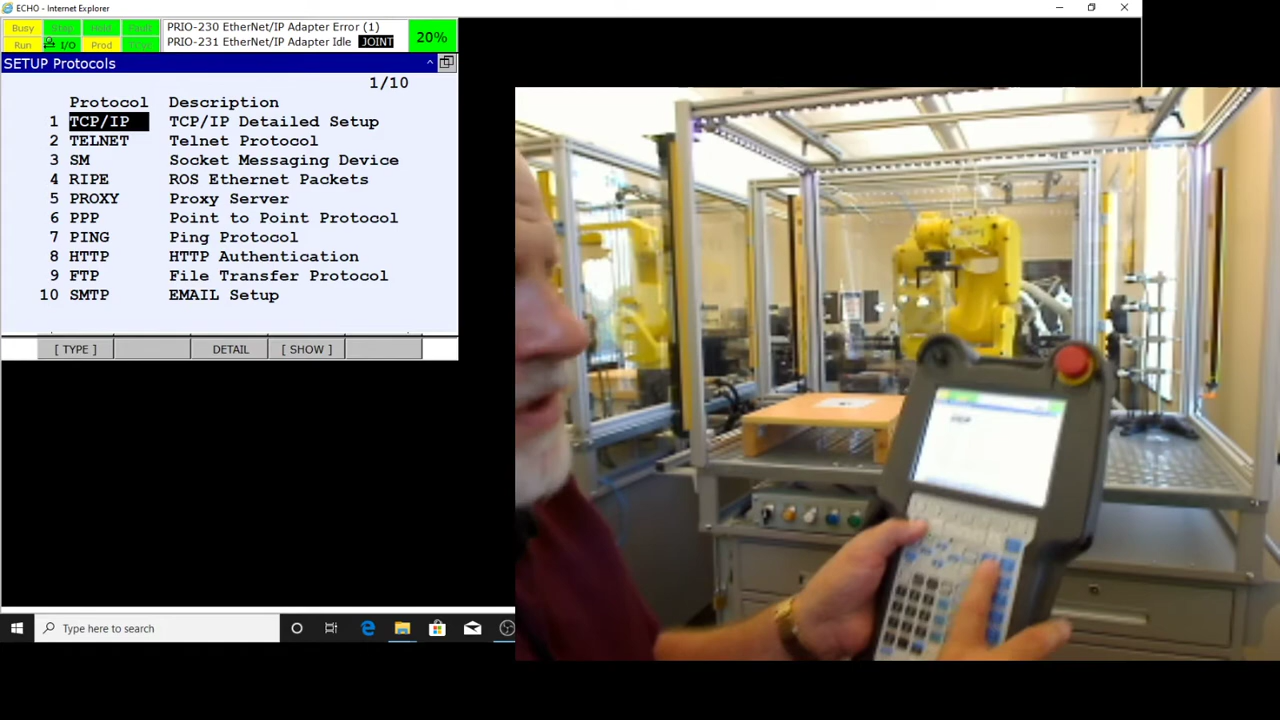 ECHO - Internet Explorer
Busy Step Hold Fault
Run I/O Prod TCyc
PRIO-230 EtherNet/IP Adapter Error (1)
PRIO-231 EtherNet/IP Adapter Idle JOINT
20%
SETUP Protocols
1/10
Protocol Description
1 TCP/IP TCP/IP Detailed Setup
2 TELNET Telnet Protocol
3 SM Socket Messaging Device
4 RIPE ROS Ethernet Packets
5 PROXY Proxy Server
6 PPP Point to Point Protocol
7 PING Ping Protocol
8 HTTP HTTP Authentication
9 FTP File Transfer Protocol
10 SMTP EMAIL Setup
[ TYPE ] DETAIL [ SHOW ]
Type here to search